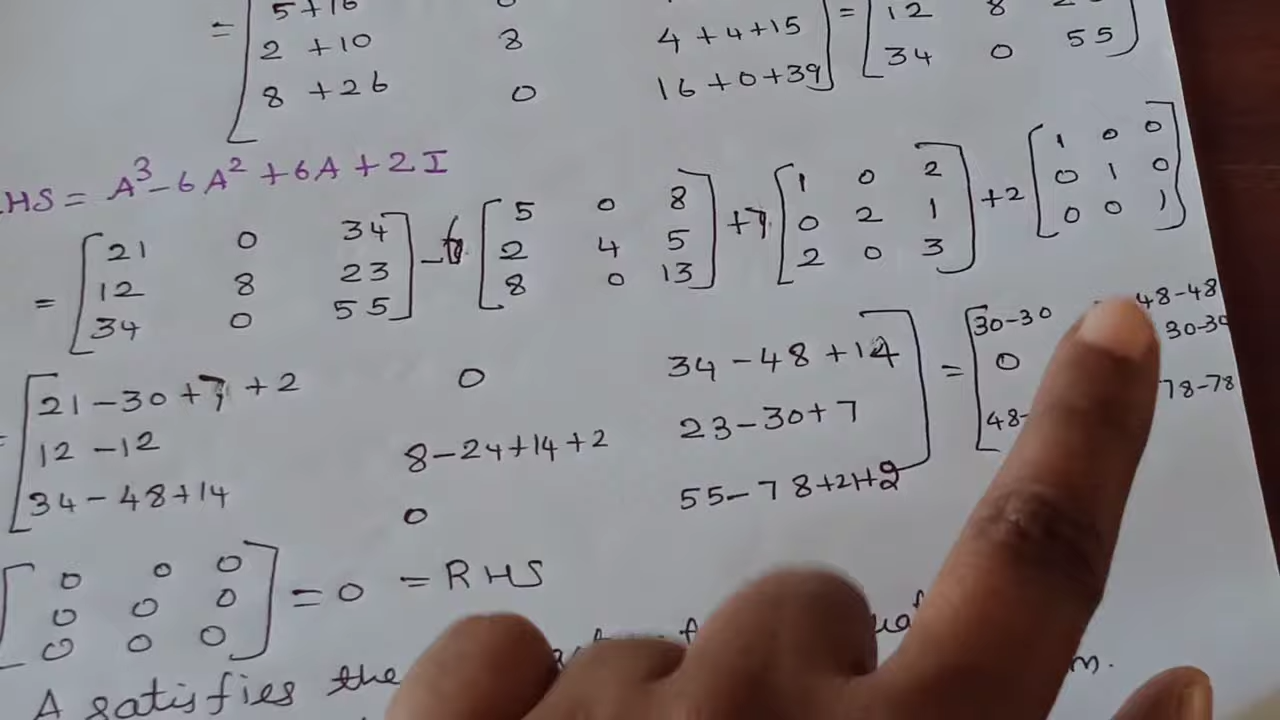 = 5+16
2 +10 8 4+4+15 = 12 8
8 +26 0 16+0+39 34 0 55
HS = A³-6A²+6A+2I
= [21 0 34] -6 [5 0 8] +7 [1 0 2] +2 [1 0 0]
[12 8 23] [2 4 5] [0 2 1] [0 1 0]
[34 0 55] [8 0 13] [2 0 3] [0 0 1]
= [21-30+7+2 0 34-48+14] = [30-30 48-48]
[12-12 8-24+14+2 23-30+7] [0 30-30]
[34-48+14 0 55-78+21+2] [48- 78-78]
[0 0 0]
[0 0 0] = 0 = RHS
[0 0 0]
A satisfies the